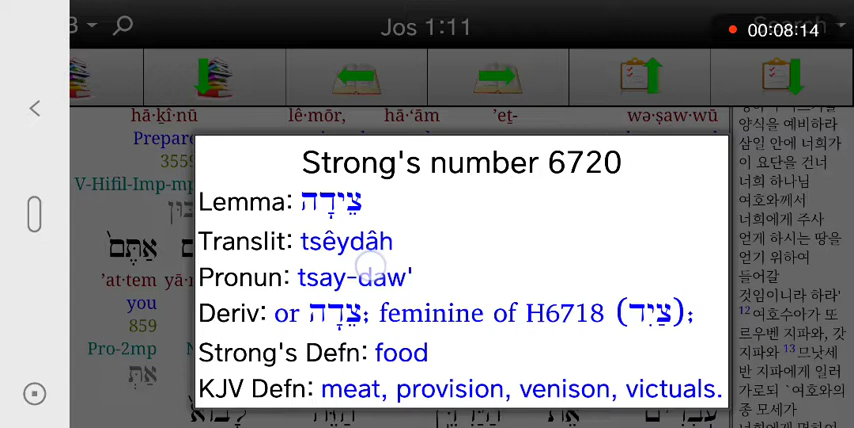 B
Jos 1:11
Search
00:08:14
hā·ḵî·nū lê·mōr, hā·‘ām ’eṯ- wə·ṣaw·wū
Prepare
3559
V-Hifil-Imp-mp
Strong's number 6720
Lemma: צֵידָה
Translit: tsêydâh
Pronun: tsay-daw'
Deriv: or צֵדָה; feminine of H6718 (צַיִד);
Strong's Defn: food
KJV Defn: meat, provision, venison, victuals.
אַתֶּם֙
’at·tem
you
859
Pro-2mp
양식을 예비하라
삼일 안에 너희가
이 요단을 건너
너희 하나님
여호와께서
너희에게 주사
얻게 하시는 땅을
얻기 위하여
들어갈
것임이니라 하라'
12 여호수아가 또
르우벤 지파와, 갓
지파와 13 므낫세
반 지파에게 일러
가로되 `여호와의
종 모세가